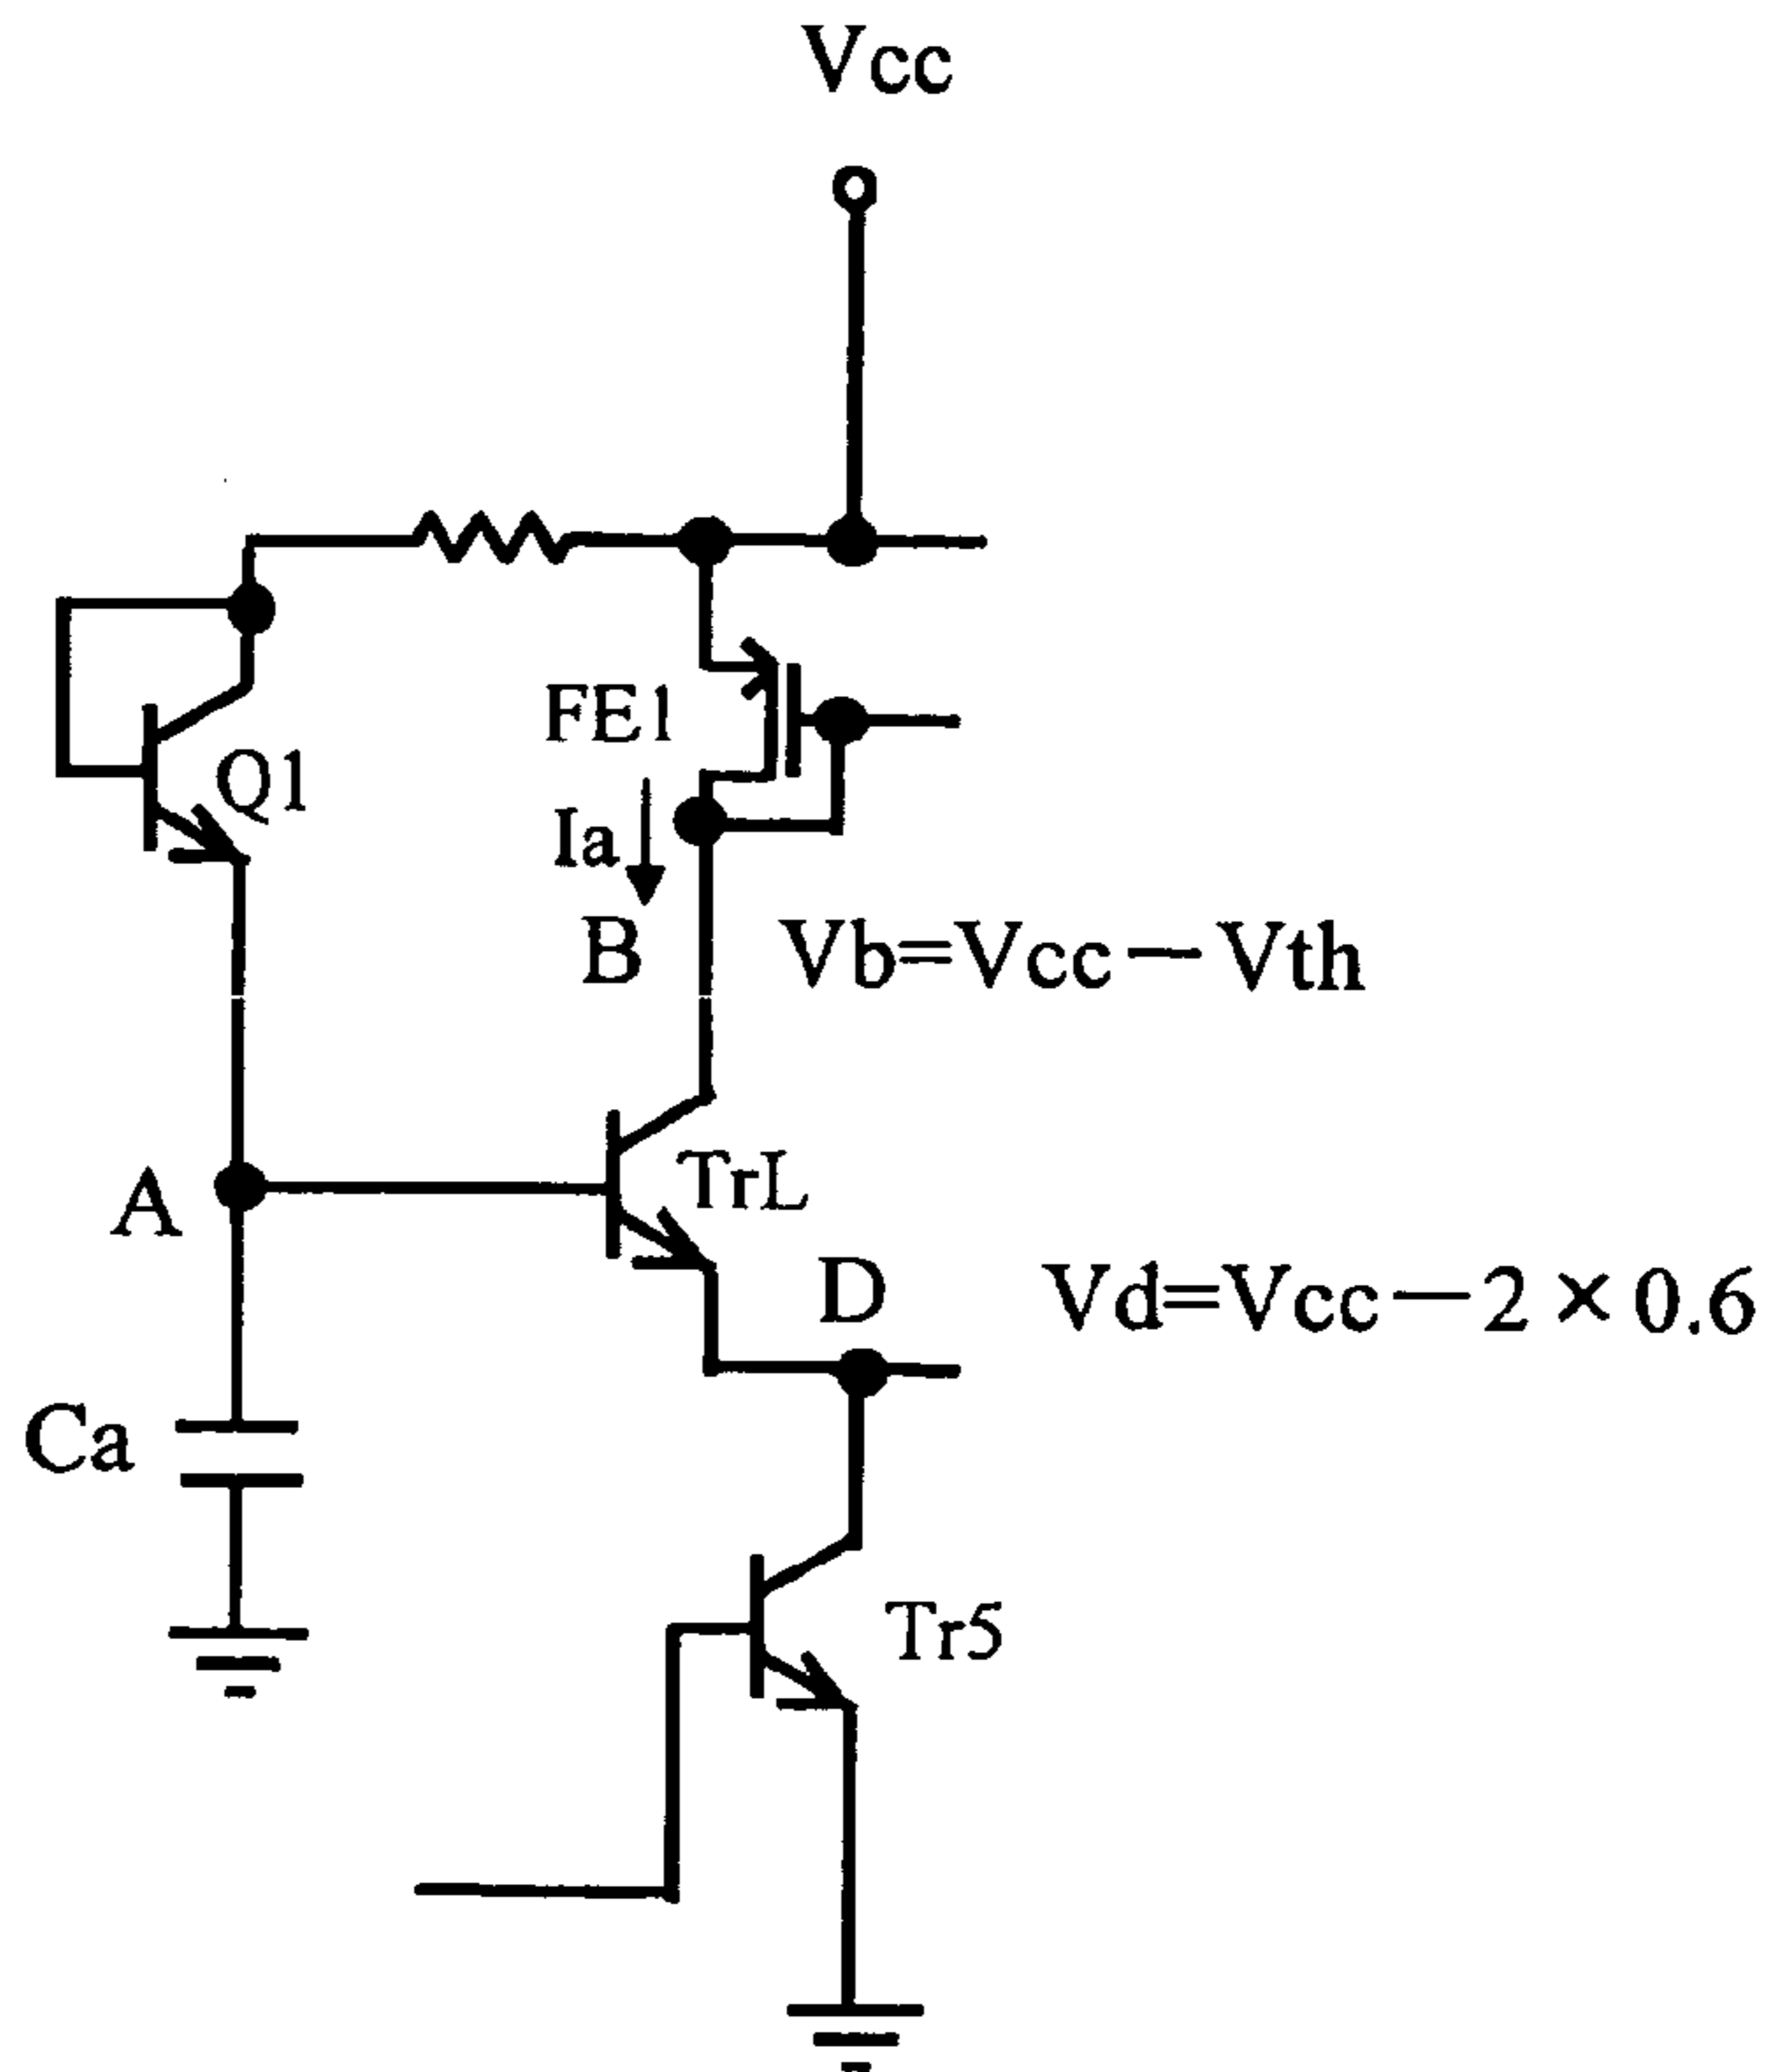 Vcc
FE1
Q1
Ia
B
Vb=Vcc－Vth
A
TrL
D
Vd=Vcc－2×0.6
Ca
Tr5